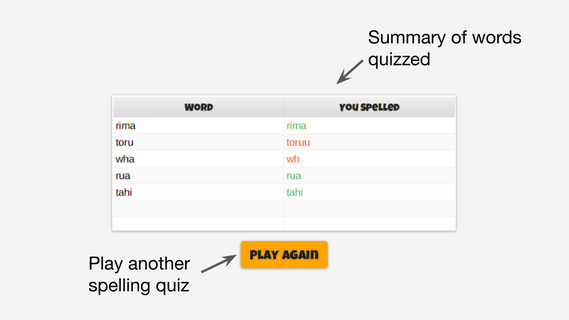 Summary of words
quizzed
WORD YOU SPELLED
rima rima
toru toruu
wha wh
rua rua
tahi tahi
PLAY AGAIN
Play another
spelling quiz